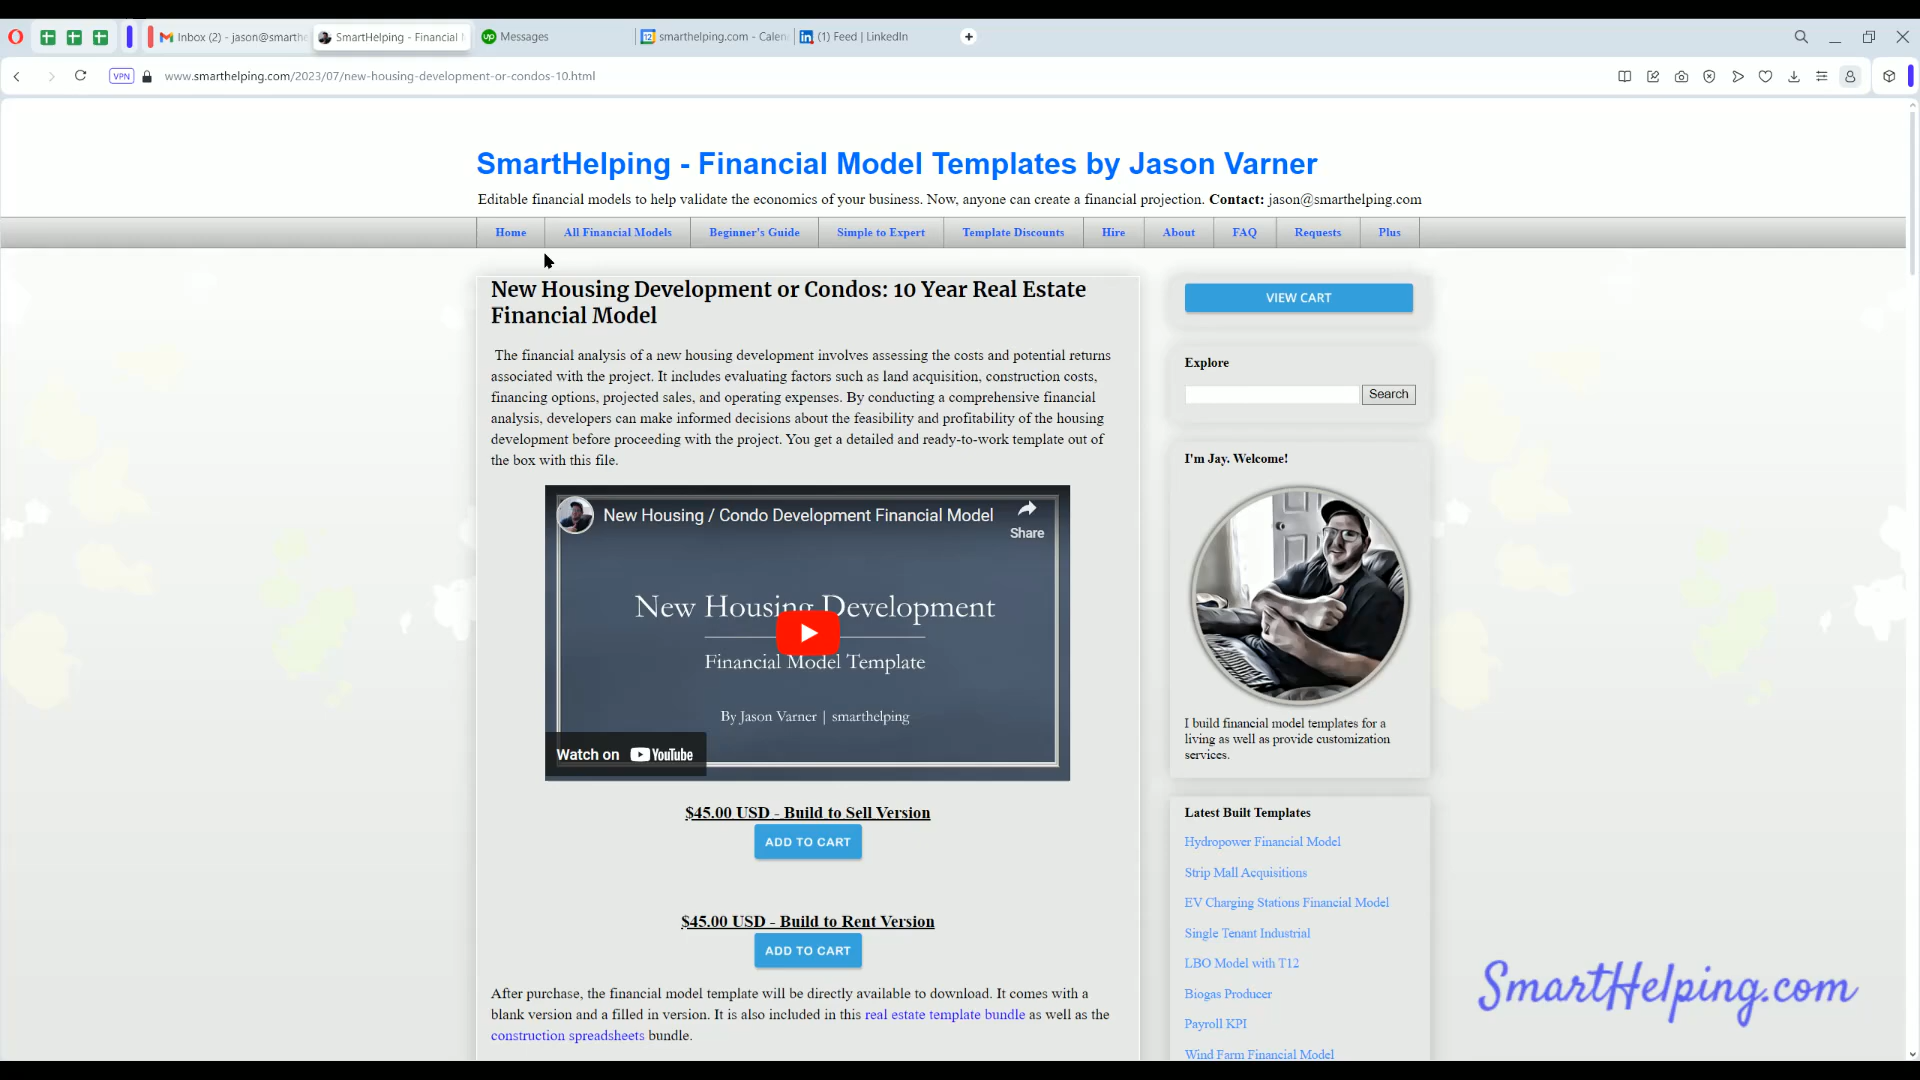 Inbox (2) - jason@smarthe
SmartHelping - Financial
Messages
smarthelping.com - Calen
(1) Feed | LinkedIn
VPN
www.smarthelping.com/2023/07/new-housing-development-or-condos-10.html
SmartHelping - Financial Model Templates by Jason Varner
Editable financial models to help validate the economics of your business. Now, anyone can create a financial projection. Contact: jason@smarthelping.com
Home
All Financial Models
Beginner's Guide
Simple to Expert
Template Discounts
Hire
About
FAQ
Requests
Plus
New Housing Development or Condos: 10 Year Real Estate
Financial Model
The financial analysis of a new housing development involves assessing the costs and potential returns
associated with the project. It includes evaluating factors such as land acquisition, construction costs,
financing options, projected sales, and operating expenses. By conducting a comprehensive financial
analysis, developers can make informed decisions about the feasibility and profitability of the housing
development before proceeding with the project. You get a detailed and ready-to-work template out of
the box with this file.
New Housing / Condo Development Financial Model
Share
New Housing Development
Financial Model Template
By Jason Varner | smarthelping
Watch on YouTube
$45.00 USD - Build to Sell Version
ADD TO CART
$45.00 USD - Build to Rent Version
ADD TO CART
After purchase, the financial model template will be directly available to download. It comes with a
blank version and a filled in version. It is also included in this real estate template bundle as well as the
construction spreadsheets bundle.
VIEW CART
Explore
Search
I'm Jay. Welcome!
I build financial model templates for a
living as well as provide customization
services.
Latest Built Templates
Hydropower Financial Model
Strip Mall Acquisitions
EV Charging Stations Financial Model
Single Tenant Industrial
LBO Model with T12
Biogas Producer
Payroll KPI
Wind Farm Financial Model
SmartHelping.com